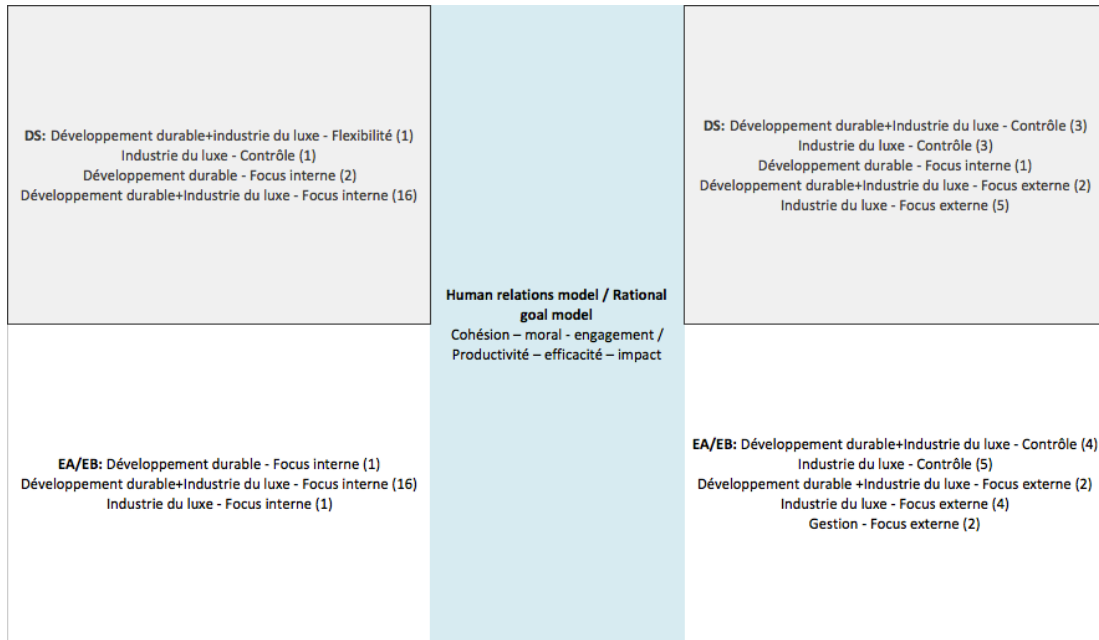 DS: Développement durable+industrie du luxe - Flexibilité (1)
Industrie du luxe - Contrôle (1)
Développement durable - Focus interne (2)
Développement durable+Industrie du luxe - Focus interne (16)
Human relations model / Rational
goal model
Cohésion – moral - engagement /
Productivité – efficacité – impact
DS: Développement durable+Industrie du luxe - Contrôle (3)
Industrie du luxe - Contrôle (3)
Développement durable - Focus interne (1)
Développement durable+Industrie du luxe - Focus externe (2)
Industrie du luxe - Focus externe (5)
EA/EB: Développement durable - Focus interne (1)
Développement durable+Industrie du luxe - Focus interne (16)
Industrie du luxe - Focus interne (1)
EA/EB: Développement durable+Industrie du luxe - Contrôle (4)
Industrie du luxe - Contrôle (5)
Développement durable +Industrie du luxe - Focus externe (2)
Industrie du luxe - Focus externe (4)
Gestion - Focus externe (2)